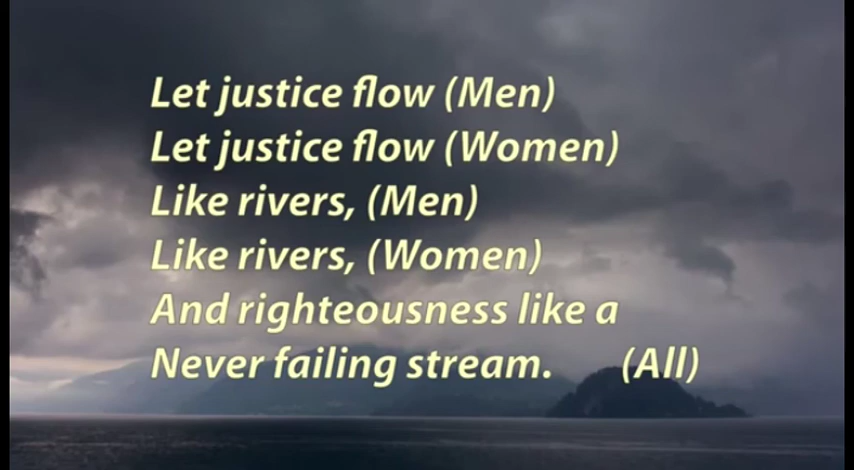 Let justice flow (Men)
Let justice flow (Women)
Like rivers, (Men)
Like rivers, (Women)
And righteousness like a
Never failing stream. (All)